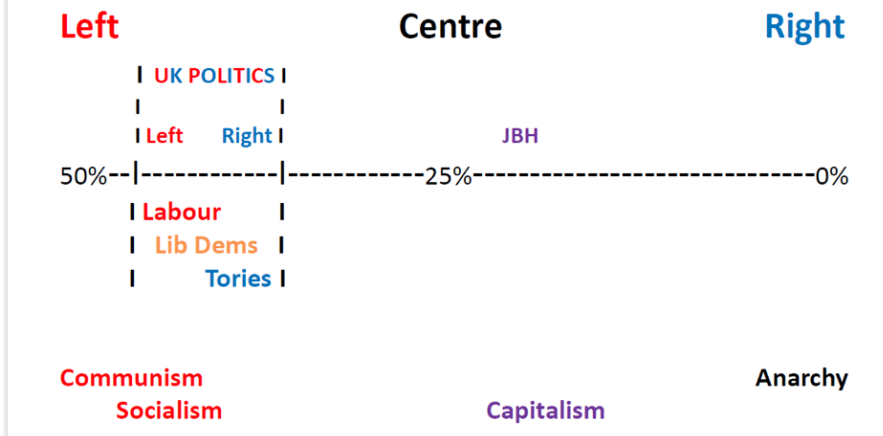 Left Centre Right
| UK POLITICS |
| |
| Left Right | JBH
50%--|------------|------------25%------------------------------0%
| Labour |
| Lib Dems |
| Tories |
Communism Anarchy
Socialism Capitalism